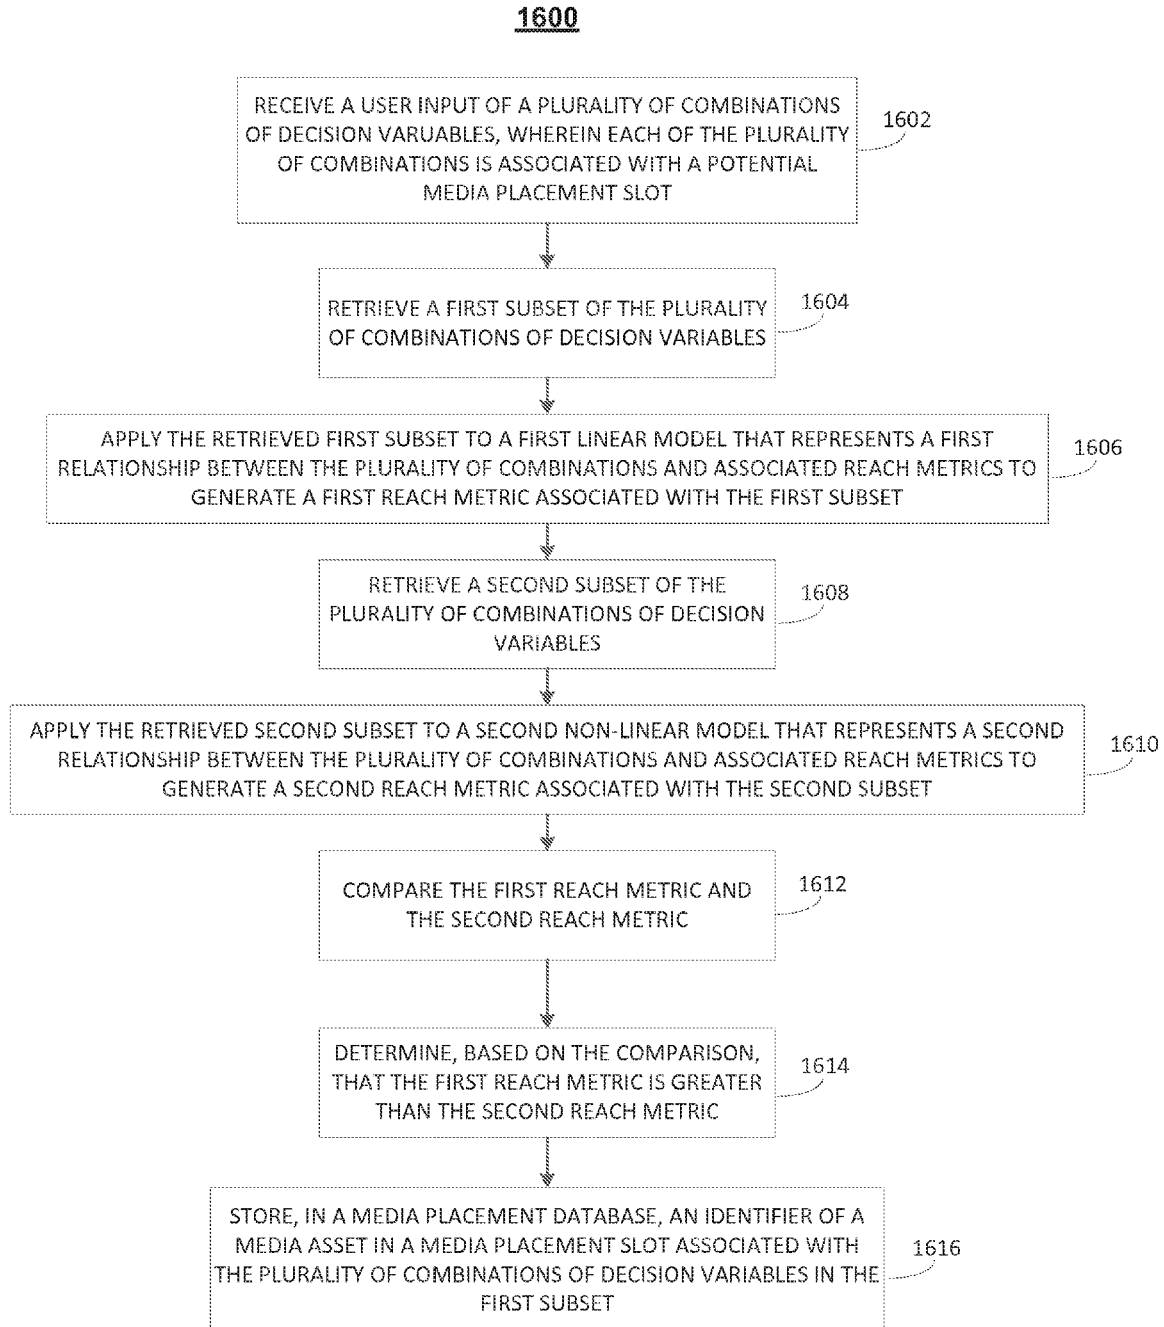 1600
RECEIVE A USER INPUT OF A PLURALITY OF COMBINATIONS
OF DECISION VARUABLES, WHEREIN EACH OF THE PLURALITY
OF COMBINATIONS IS ASSOCIATED WITH A POTENTIAL
MEDIA PLACEMENT SLOT
1602
RETRIEVE A FIRST SUBSET OF THE PLURALITY
OF COMBINATIONS OF DECISION VARIABLES
1604
APPLY THE RETRIEVED FIRST SUBSET TO A FIRST LINEAR MODEL THAT REPRESENTS A FIRST
RELATIONSHIP BETWEEN THE PLURALITY OF COMBINATIONS AND ASSOCIATED REACH METRICS TO
GENERATE A FIRST REACH METRIC ASSOCIATED WITH THE FIRST SUBSET
1606
RETRIEVE A SECOND SUBSET OF THE
PLURALITY OF COMBINATIONS OF DECISION
VARIABLES
1608
APPLY THE RETRIEVED SECOND SUBSET TO A SECOND NON-LINEAR MODEL THAT REPRESENTS A SECOND
RELATIONSHIP BETWEEN THE PLURALITY OF COMBINATIONS AND ASSOCIATED REACH METRICS TO
GENERATE A SECOND REACH METRIC ASSOCIATED WITH THE SECOND SUBSET
1610
COMPARE THE FIRST REACH METRIC AND
THE SECOND REACH METRIC
1612
DETERMINE, BASED ON THE COMPARISON,
THAT THE FIRST REACH METRIC IS GREATER
THAN THE SECOND REACH METRIC
1614
STORE, IN A MEDIA PLACEMENT DATABASE, AN IDENTIFIER OF A
MEDIA ASSET IN A MEDIA PLACEMENT SLOT ASSOCIATED WITH
THE PLURALITY OF COMBINATIONS OF DECISION VARIABLES IN THE
FIRST SUBSET
1616